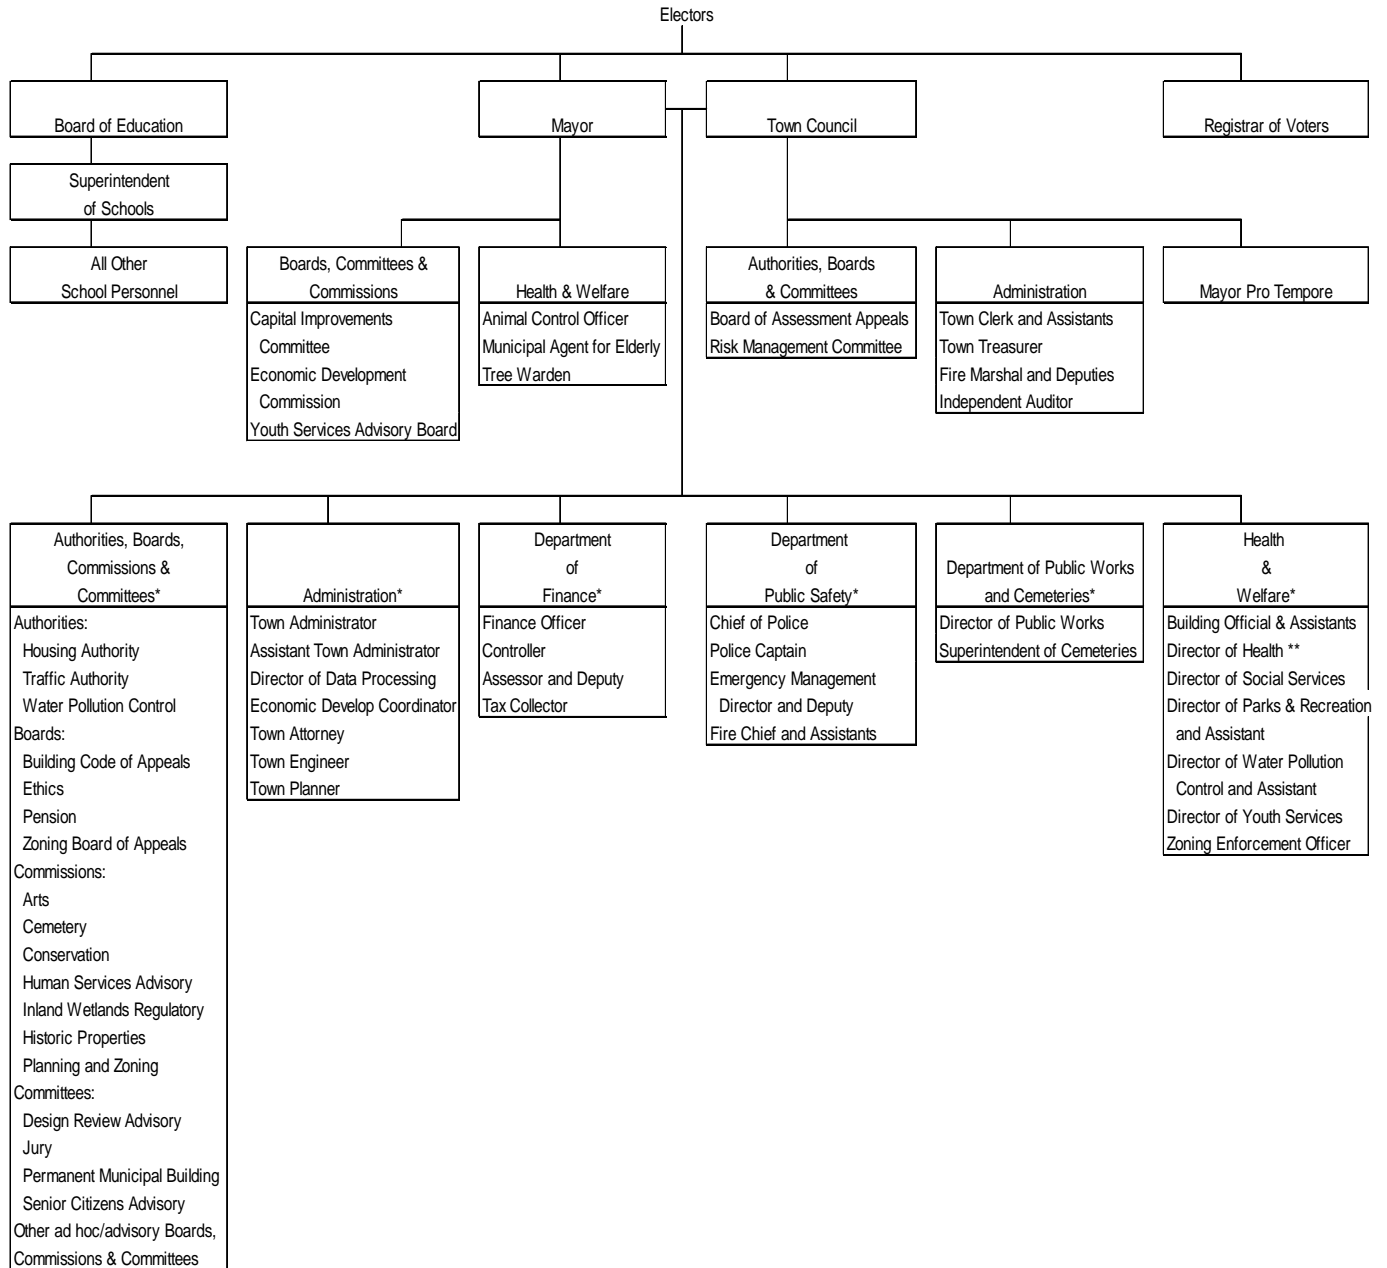 Electors
Board of Education
Mayor
Town Council
Registrar of Voters
Superintendent
of Schools
All Other
School Personnel
Boards, Committees &
Commissions
Capital Improvements
Committee
Economic Development
Commission
Youth Services Advisory Board
Health & Welfare
Animal Control Officer
Municipal Agent for Elderly
Tree Warden
Authorities, Boards
& Committees
Board of Assessment Appeals
Risk Management Committee
Administration
Town Clerk and Assistants
Town Treasurer
Fire Marshal and Deputies
Independent Auditor
Mayor Pro Tempore
Authorities, Boards,
Commissions &
Committees*
Authorities:
Housing Authority
Traffic Authority
Water Pollution Control
Boards:
Building Code of Appeals
Ethics
Pension
Zoning Board of Appeals
Commissions:
Arts
Cemetery
Conservation
Human Services Advisory
Inland Wetlands Regulatory
Historic Properties
Planning and Zoning
Committees:
Design Review Advisory
Jury
Permanent Municipal Building
Senior Citizens Advisory
Other ad hoc/advisory Boards,
Commissions & Committees
Administration*
Town Administrator
Assistant Town Administrator
Director of Data Processing
Economic Develop Coordinator
Town Attorney
Town Engineer
Town Planner
Department
of
Finance*
Finance Officer
Controller
Assessor and Deputy
Tax Collector
Department
of
Public Safety*
Chief of Police
Police Captain
Emergency Management
Director and Deputy
Fire Chief and Assistants
Department of Public Works
and Cemeteries*
Director of Public Works
Superintendent of Cemeteries
Health
&
Welfare*
Building Official & Assistants
Director of Health **
Director of Social Services
Director of Parks & Recreation
and Assistant
Director of Water Pollution
Control and Assistant
Director of Youth Services
Zoning Enforcement Officer